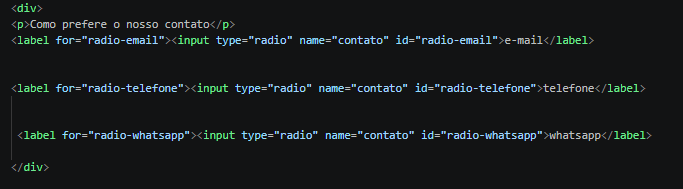 <div>
<p>Como prefere o nosso contato</p>
<label for="radio-email"><input type="radio" name="contato" id="radio-email">e-mail</label>
<label for="radio-telefone"><input type="radio" name="contato" id="radio-telefone">telefone</label>
<label for="radio-whatsapp"><input type="radio" name="contato" id="radio-whatsapp">whatsapp</label>
</div>